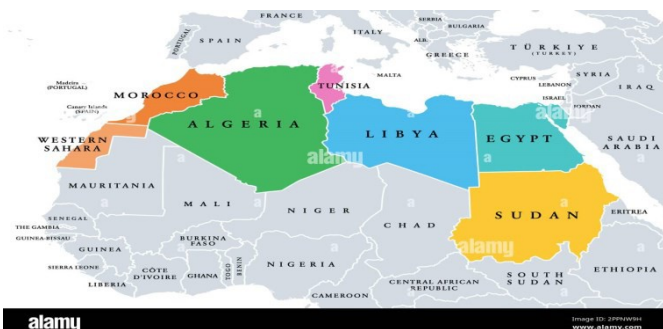 FRANCE
SERBIA
BULGARIA
ITALY
ALB.
PORTUGAL
SPAIN
GREECE
TÜRKIYE
(TURKEY)
Madeira
(PORTUGAL)
MALTA
CYPRUS
SYRIA
LEBANON
IRAQ
TUNISIA
MOROCCO
ISRAEL
Canary Islands
(SPAIN)
JORDAN
ALGERIA
LIBYA
EGYPT
WESTERN
SAHARA
SAUDI
ARABIA
alamy
MAURITANIA
MALI
NIGER
CHAD
SUDAN
ERITREA
SENEGAL
THE GAMBIA
GUINEA-BISSAU
BURKINA
FASO
GUINEA
alamy
SIERRA LEONE
CÔTE
D'IVOIRE
GHANA
TOGO
BENIN
NIGERIA
LIBERIA
CENTRAL AFRICAN
REPUBLIC
SOUTH
SUDAN
ETHIOPIA
CAMEROON
a
a
a
a
a
a
a
a
alamy
Image ID: 2PPNW9H
www.alamy.com